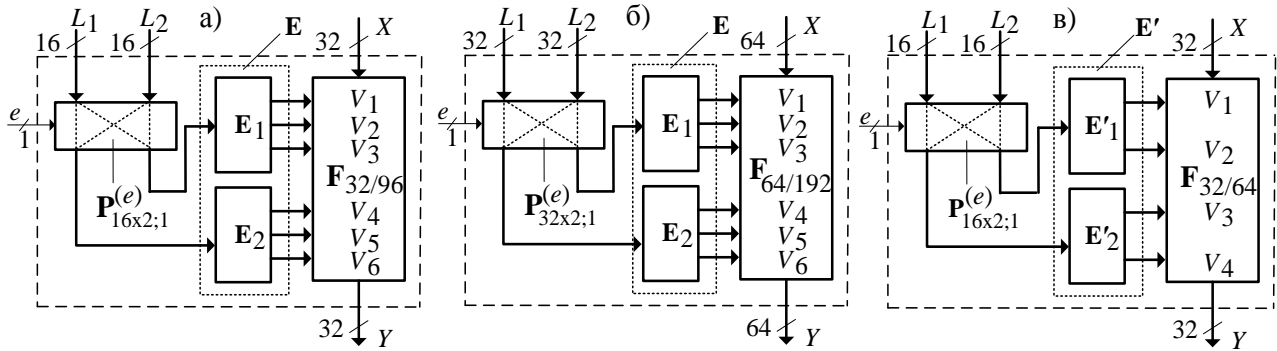 а)
L1
L2
16
16
E
32
X
e
1
P(e)16x2;1
E1
E2
V1
V2
V3
F32/96
V4
V5
V6
32
Y
б)
L1
L2
32
32
E
64
X
e
1
P(e)32x2;1
E1
E2
V1
V2
V3
F64/192
V4
V5
V6
64
Y
в)
L1
L2
16
16
E′
32
X
e
1
P(e)16x2;1
E′1
E′2
V1
V2
F32/64
V3
V4
32
Y